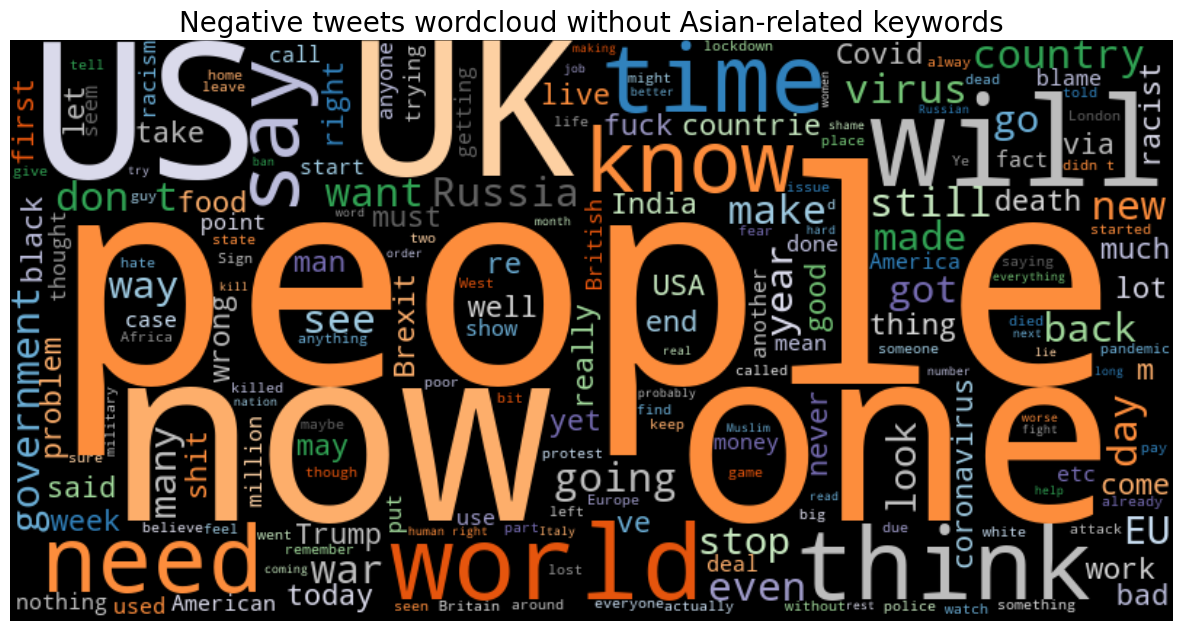 Negative tweets wordcloud without Asian-related keywords
US
UK
say
time
will
know
people
now
one
need
world
think
country
Covid
lockdown
making
alway
dead
virus
blame
told
racist
Russian
London
women
via
go
Ye
fact
didn t
shame
place
job
might
better
live
life
fuck
countrie
anyone
trying
getting
call
right
racism
tell
home
leave
let
seem
take
first
give
try
ban
start
don t
guy
food
want
Russia
must
word
month
India
issue
make
d
hard
fear
done
still
death
new
started
made
much
America
saying
everything
lot
got
thing
good
year
another
mean
British
USA
end
real
called
someone
died
next
lie
back
pandemic
long
m
number
black
thought
government
problem
military
point
state
Sign
hate
way
case
Africa
kill
wrong
man
see
anything
order
two
re
West
well
show
Brexit
really
poor
bit
killed
nation
million
maybe
may
though
yet
protest
probably
find
keep
Muslim
money
game
never
look
coronavirus
worse
fight
day
pay
etc
come
help
already
sure
many
shit
said
week
believe
feel
went
put
use
human right
part
Italy
left
Europe
going
read
big
due
white
attack
EU
Trump
remember
coming
war
today
ve
lost
stop
deal
even
work
bad
nothing
used
American
seen
Britain
around
everyone
actually
without
rest
police
watch
something